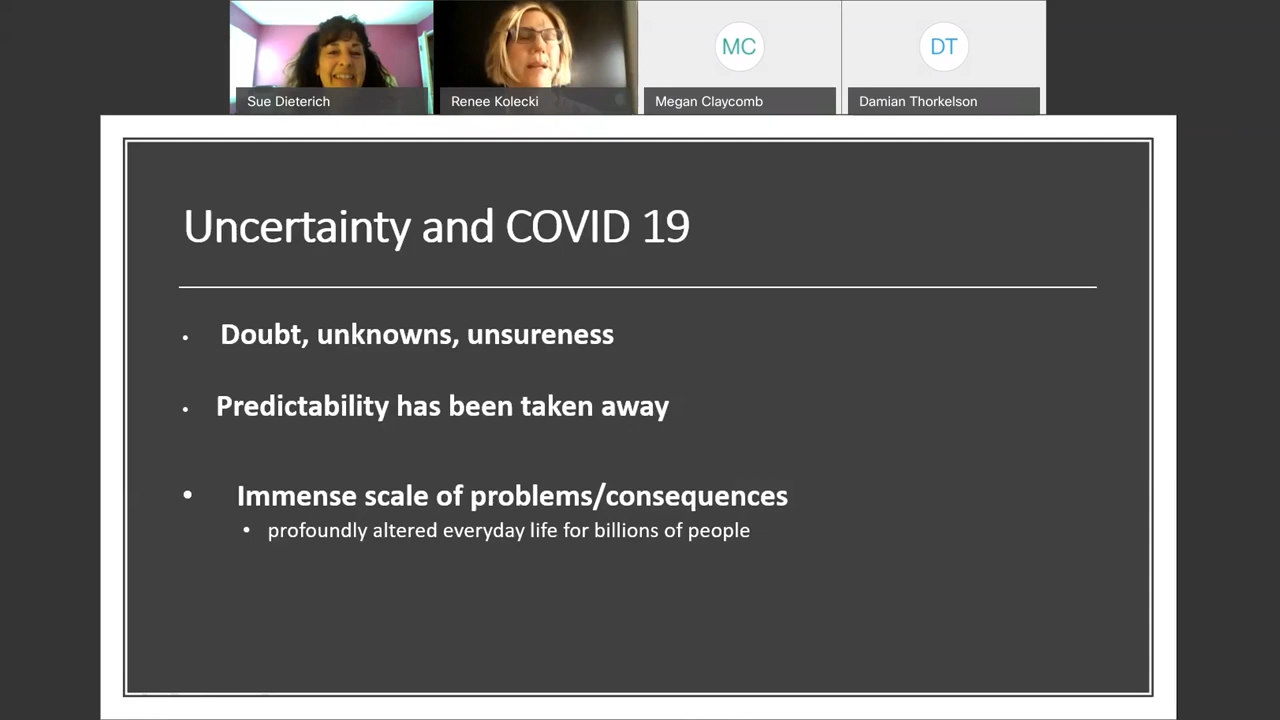 Sue Dieterich
Renee Kolecki
MC
Megan Claycomb
DT
Damian Thorkelson
Uncertainty and COVID 19
• Doubt, unknowns, unsureness
• Predictability has been taken away
• Immense scale of problems/consequences
• profoundly altered everyday life for billions of people